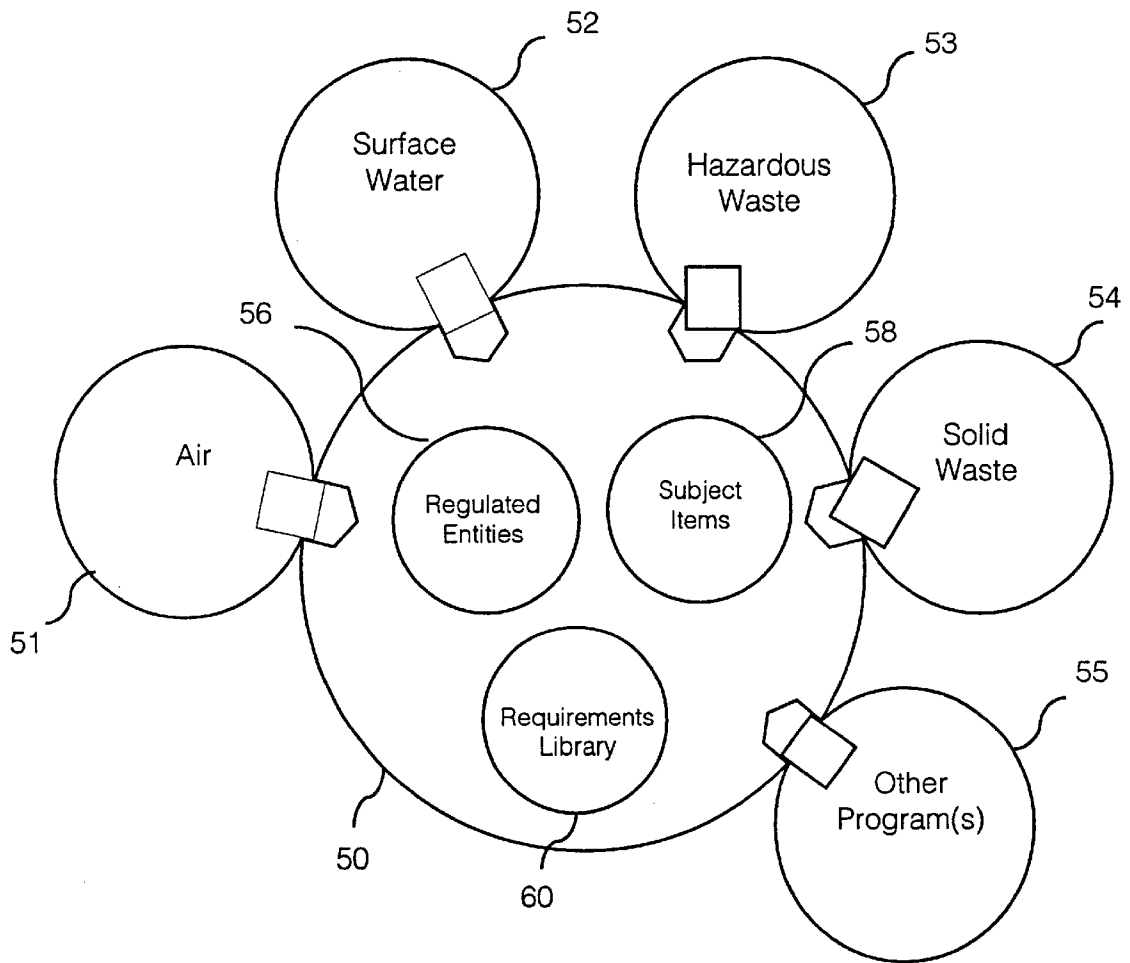 52
53
Surface
Water
Hazardous
Waste
54
56
58
Air
Solid
Waste
Regulated
Entities
Subject
Items
51
55
Requirements
Library
Other
Program(s)
50
60